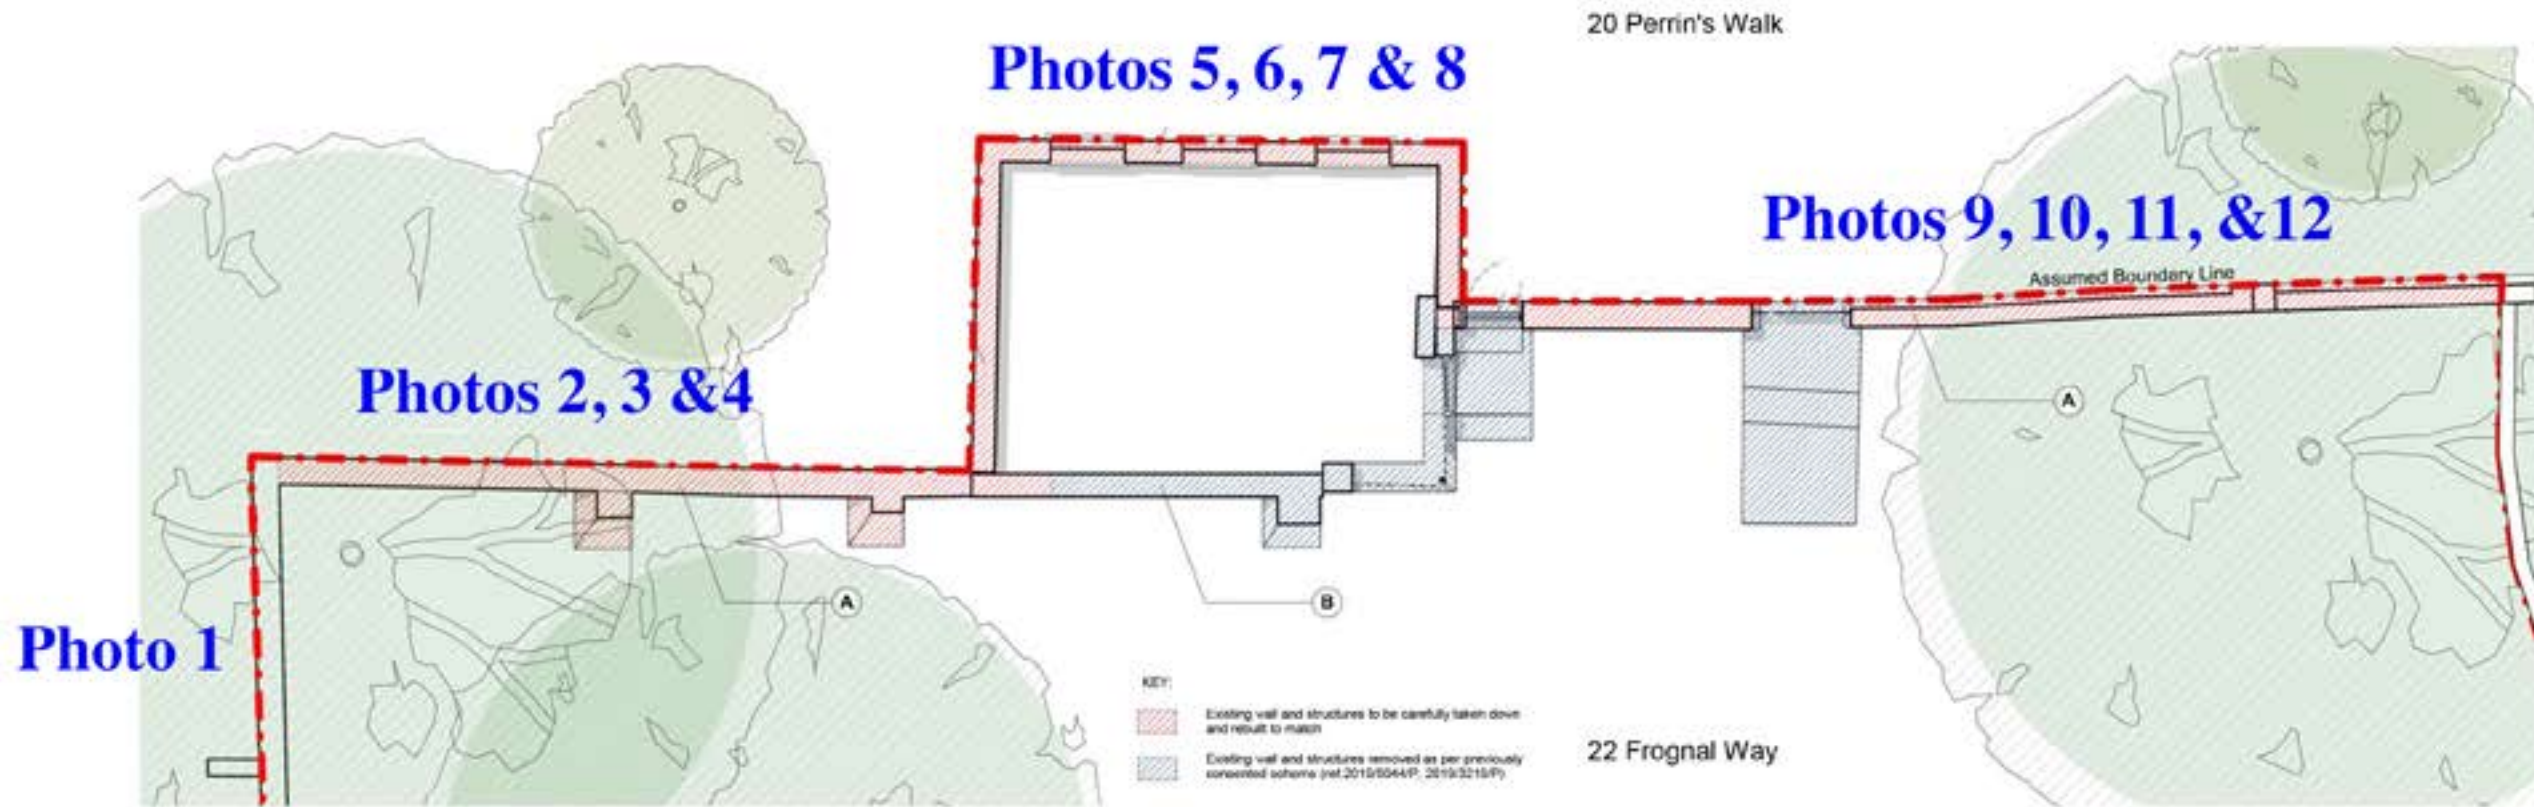 20 Perrin's Walk
Photos 5, 6, 7 & 8
Photos 9, 10, 11, &12
Assumed Boundary Line
Photos 2, 3 &4
A
A
B
Photo 1
KEY:
Existing wall and structures to be carefully taken down
and rebuilt to match
Existing wall and structures removed as per previously
consented scheme (ref
22 Frognal Way